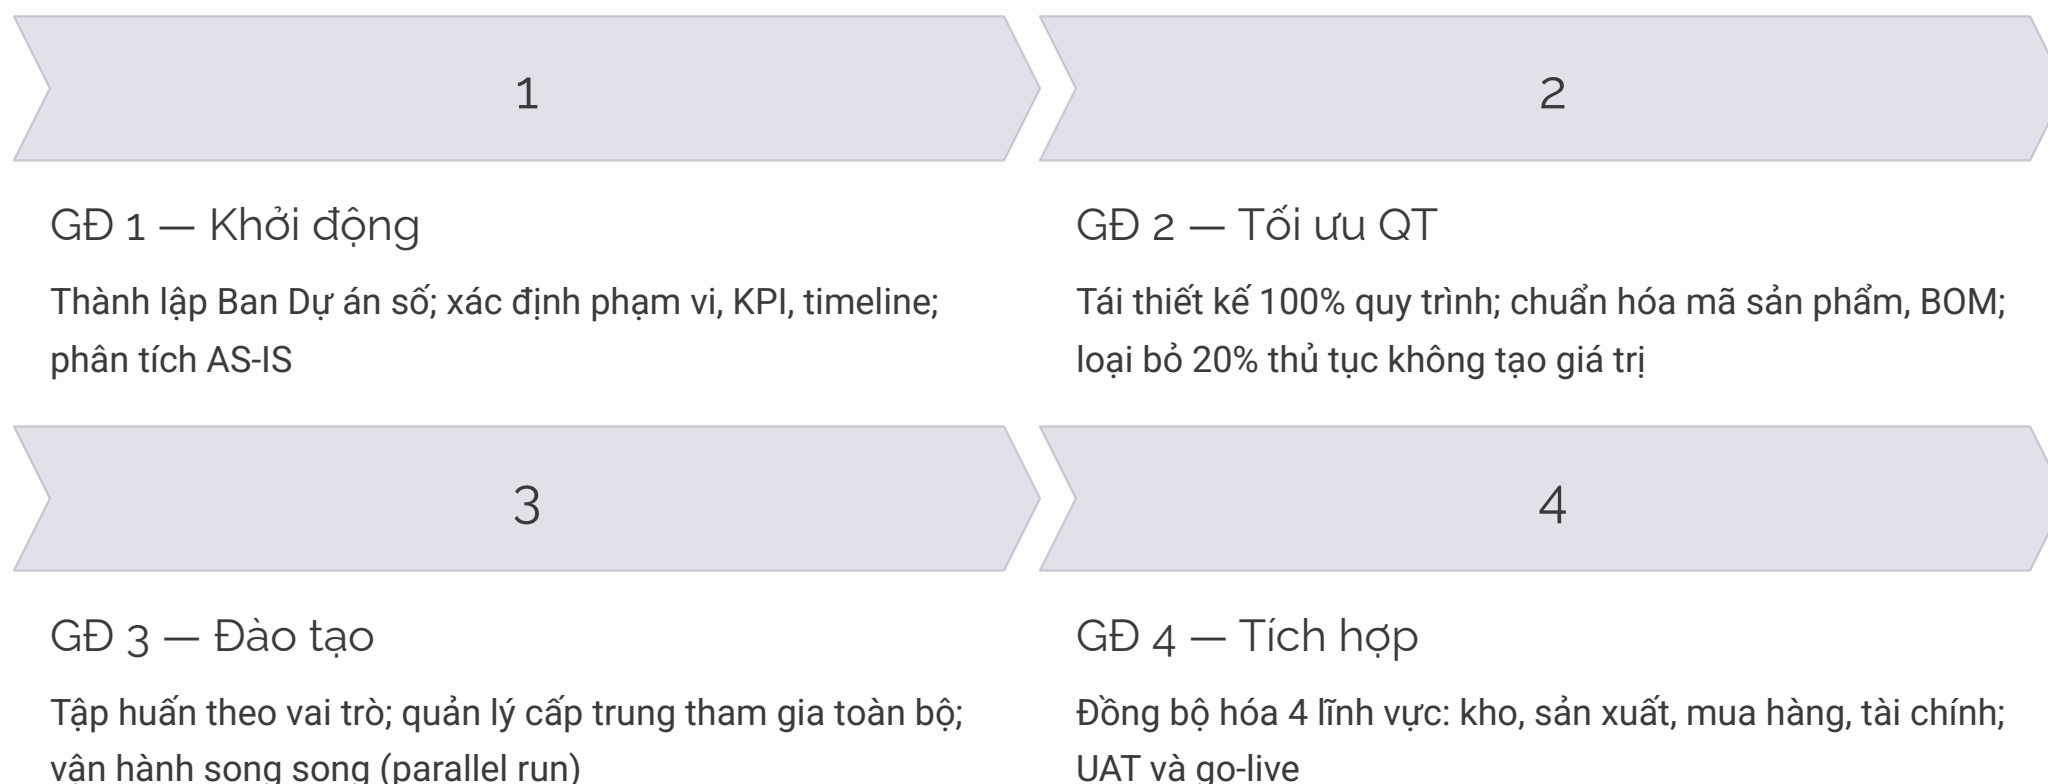 1
2
GĐ 1 — Khởi động
Thành lập Ban Dự án số; xác định phạm vi, KPI, timeline;
phân tích AS-IS
GĐ 2 — Tối ưu QT
Tái thiết kế 100% quy trình; chuẩn hóa mã sản phẩm, BOM;
loại bỏ 20% thủ tục không tạo giá trị
3
4
GĐ 3 — Đào tạo
Tập huấn theo vai trò; quản lý cấp trung tham gia toàn bộ;
vận hành song song (parallel run)
GĐ 4 — Tích hợp
Đồng bộ hóa 4 lĩnh vực: kho, sản xuất, mua hàng, tài chính;
UAT và go-live